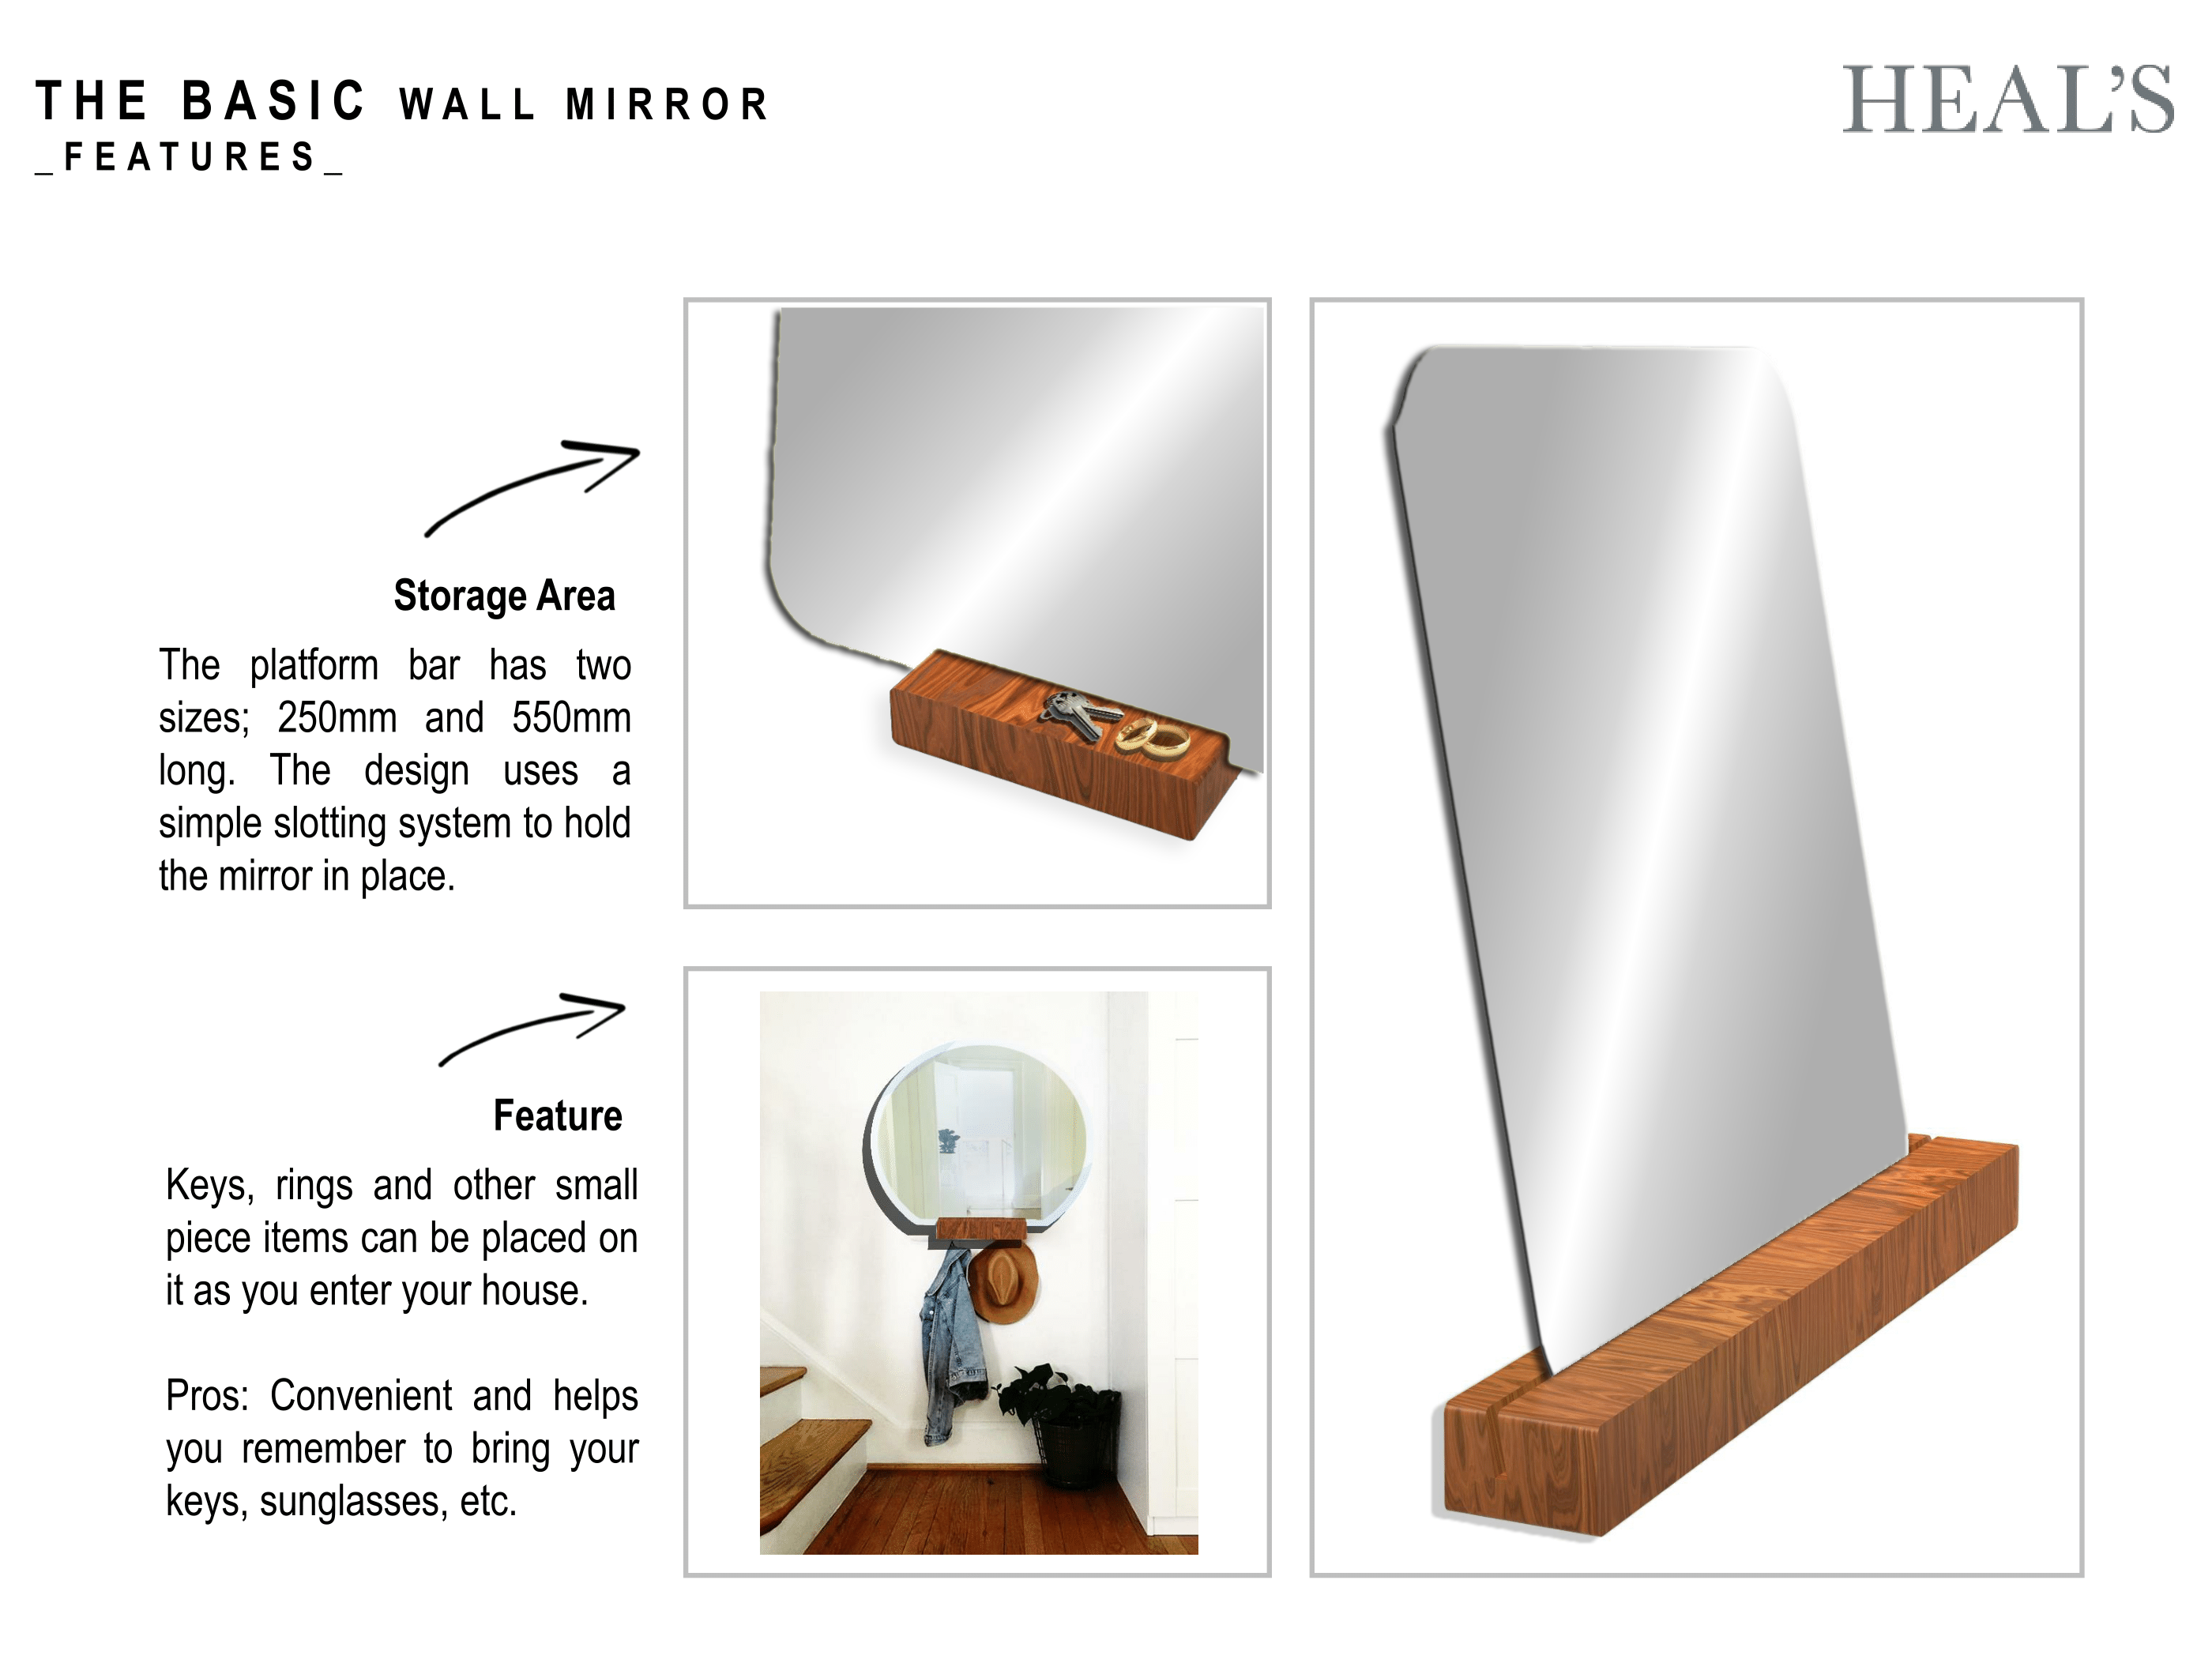 THE BASIC WALL MIRROR
_FEATURES_
HEAL'S
Storage Area
The platform bar has two
sizes; 250mm and 550mm
long. The design uses a
simple slotting system to hold
the mirror in place.
Feature
Keys, rings and other small
piece items can be placed on
it as you enter your house.
Pros: Convenient and helps
you remember to bring your
keys, sunglasses, etc.